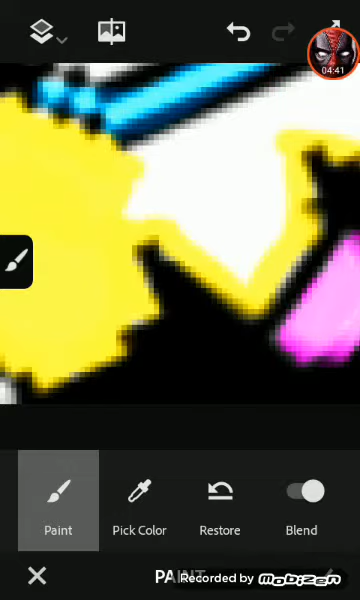 04:41
Paint
Pick Color
Restore
Blend
PAINT
Recorded by MOBIZEN